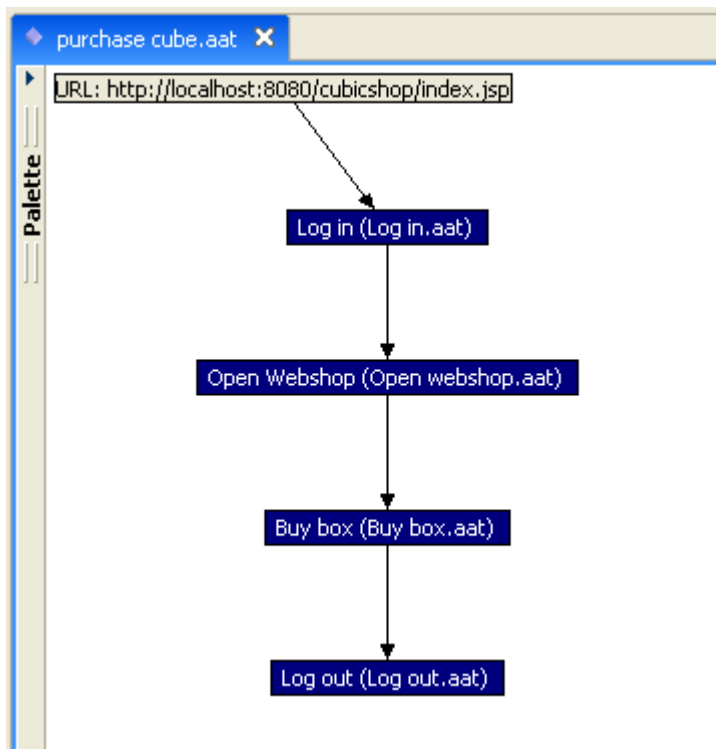 purchase cube.aat
URL: http://localhost:8080/cubicshop/index.jsp
Palette
Log in (Log in.aat)
Open Webshop (Open webshop.aat)
Buy box (Buy box.aat)
Log out (Log out.aat)